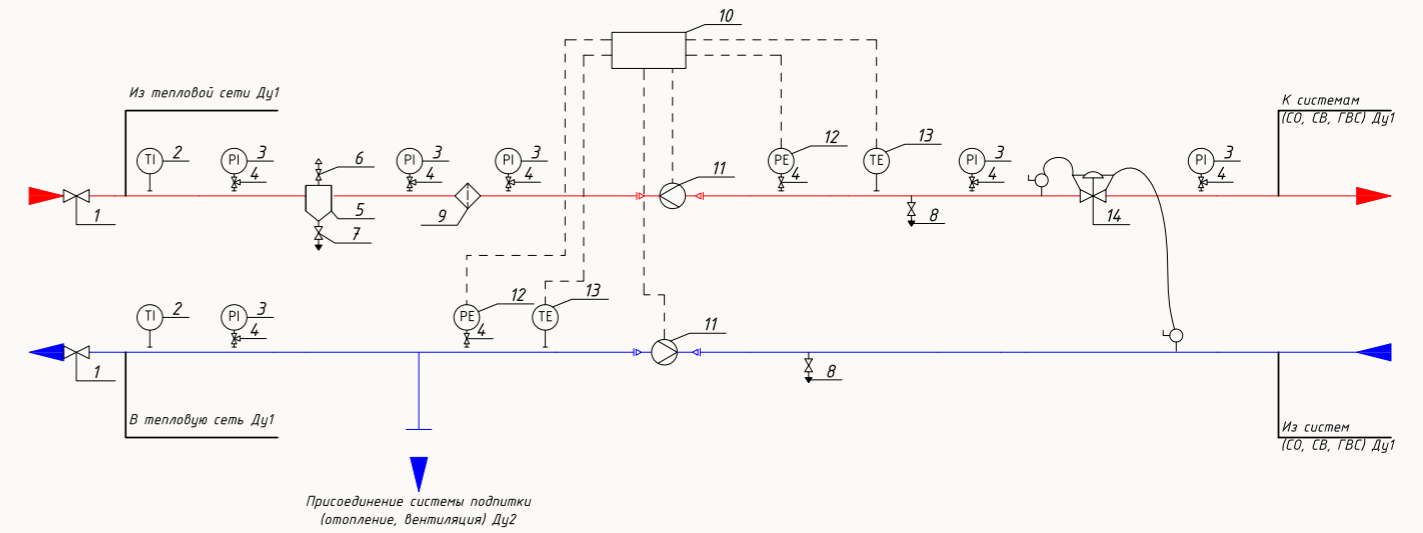 10
Из тепловой сети Ду1
К системам
(СО, СВ, ГВС) Ду1
TI 2
PI 3
4
6
5
7
PI 3
4
9
PI 3
4
11
PE 12
4
TE 13
PI 3
4
8
14
PI 3
4
1
TI 2
PI 3
4
PE 12
4
TE 13
11
8
1
В тепловую сеть Ду1
Из систем
(СО, СВ, ГВС) Ду1
Присоединение системы подпитки
(отопление, вентиляция) Ду2